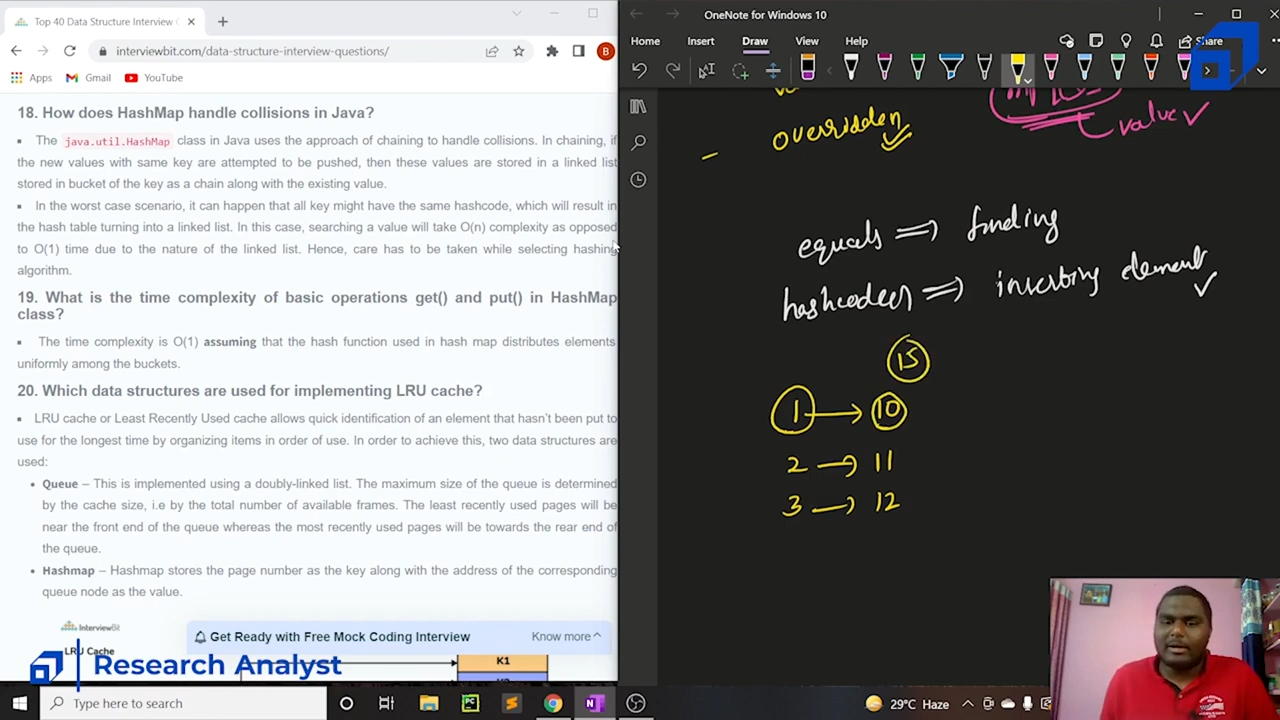 Top 40 Data Structure Interview
interviewbit.com/data-structure-interview-questions/
B
Apps
Gmail
YouTube
18. How does HashMap handle collisions in Java?
The java.util.HashMap class in Java uses the approach of chaining to handle collisions. In chaining, if
the new values with same key are attempted to be pushed, then these values are stored in a linked list
stored in bucket of the key as a chain along with the existing value.
In the worst case scenario, it can happen that all key might have the same hashcode, which will result in
the hash table turning into a linked list. In this case, searching a value will take O(n) complexity as opposed
to O(1) time due to the nature of the linked list. Hence, care has to be taken while selecting hashing
algorithm.
19. What is the time complexity of basic operations get() and put() in HashMap
class?
The time complexity is O(1) assuming that the hash function used in hash map distributes elements
uniformly among the buckets.
20. Which data structures are used for implementing LRU cache?
LRU cache or Least Recently Used cache allows quick identification of an element that hasn't been put to
use for the longest time by organizing items in order of use. In order to achieve this, two data structures are
used:
Queue – This is implemented using a doubly-linked list. The maximum size of the queue is determined
by the cache size, i.e by the total number of available frames. The least recently used pages will be
near the front end of the queue whereas the most recently used pages will be towards the rear end of
the queue.
Hashmap – Hashmap stores the page number as the key along with the address of the corresponding
queue node as the value.
InterviewBit
LRU Cache
Get Ready with Free Mock Coding Interview
Know more
K1
Research Analyst
Type here to search
OneNote for Windows 10
Home
Insert
Draw
View
Help
Share
overridden
value
equals => finding
=> inserting element
15
1 → 10
2 → 11
3 → 12
29°C Haze